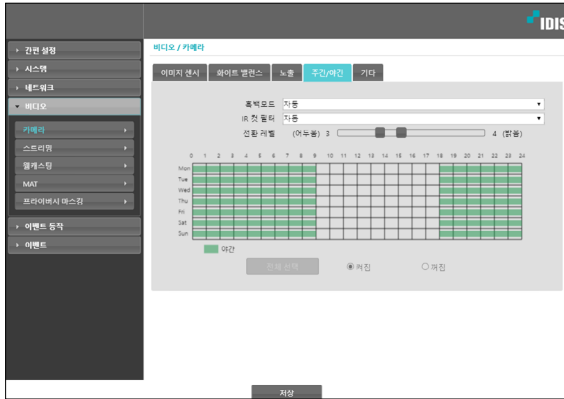 IDIS
간편 설정
시스템
네트워크
비디오
카메라
스트리밍
웹캐스팅
MAT
프라이버시 마스킹
이벤트 동작
이벤트
비디오 / 카메라
이미지 센서 화이트 밸런스 노출 주간/야간 기타
흑백모드 자동
IR 컷 필터 자동
전환 레벨 (어두움) 3 4 (밝음)
0 1 2 3 4 5 6 7 8 9 10 11 12 13 14 15 16 17 18 19 20 21 22 23 24
Mon
Tue
Wed
Thu
Fri
Sat
Sun
야간
전체 선택 켜짐 꺼짐
저장